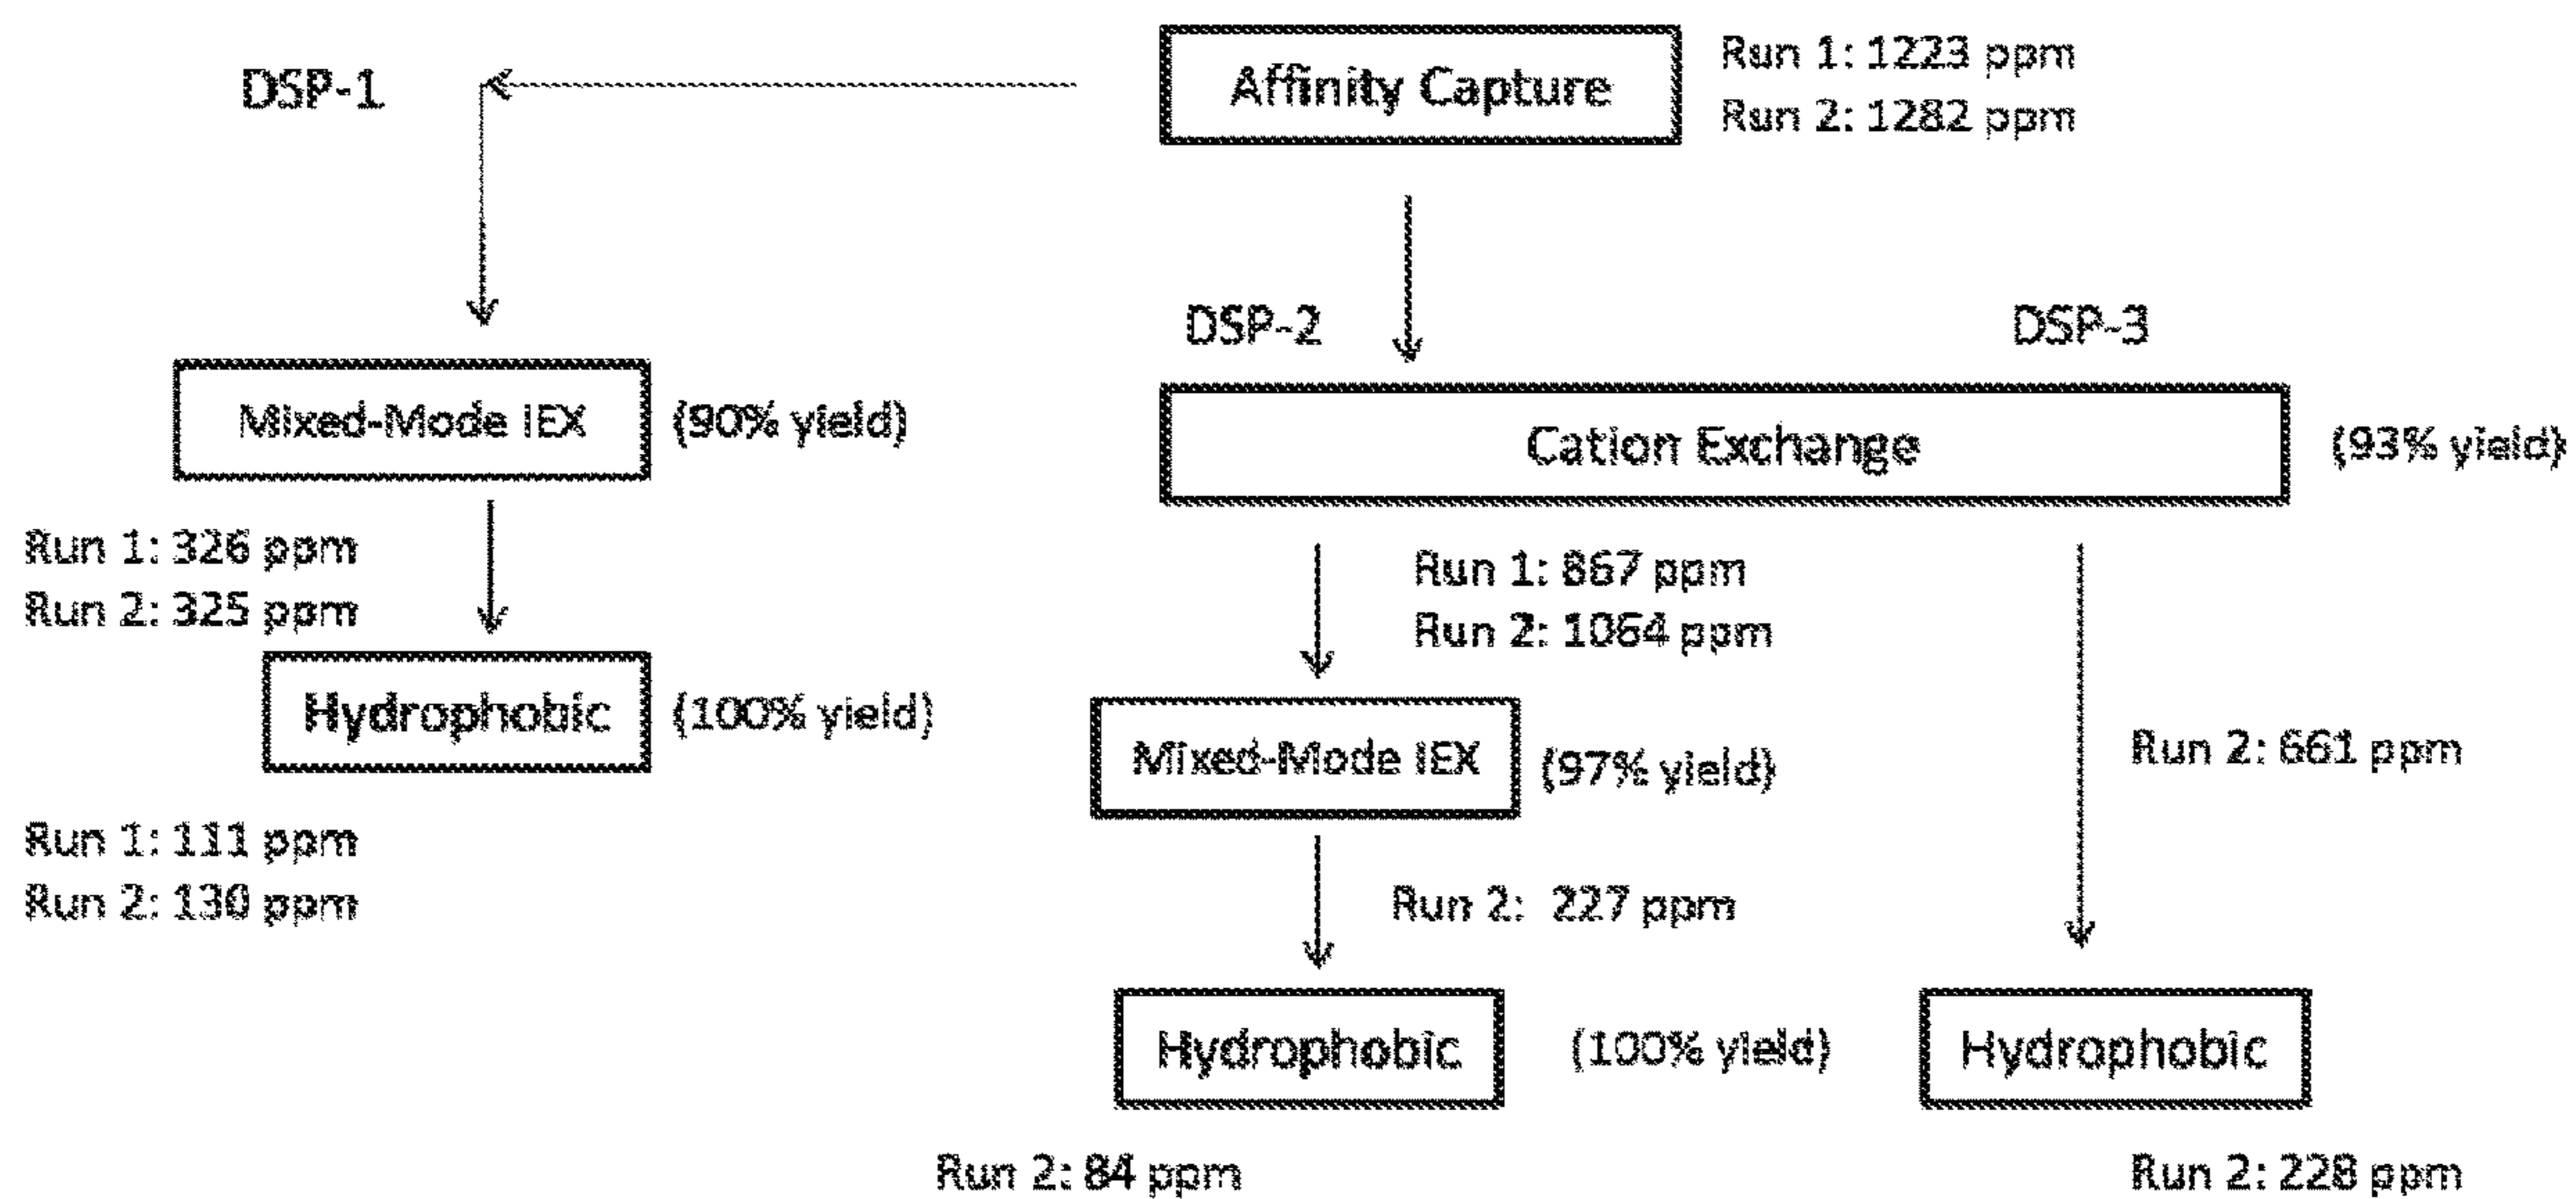 DSP-1
Affinity Capture
Run 1: 1223 ppm
Run 2: 1282 ppm
Mixed-Mode IEX
(90% yield)
Run 1: 326 ppm
Run 2: 325 ppm
Hydrophobic
(100% yield)
Run 1: 111 ppm
Run 2: 130 ppm
DSP-2
DSP-3
Cation Exchange
(93% yield)
Run 1: 867 ppm
Run 2: 1064 ppm
Mixed-Mode IEX
(97% yield)
Run 2: 227 ppm
Hydrophobic
(100% yield)
Run 2: 84 ppm
Run 2: 661 ppm
Hydrophobic
Run 2: 228 ppm